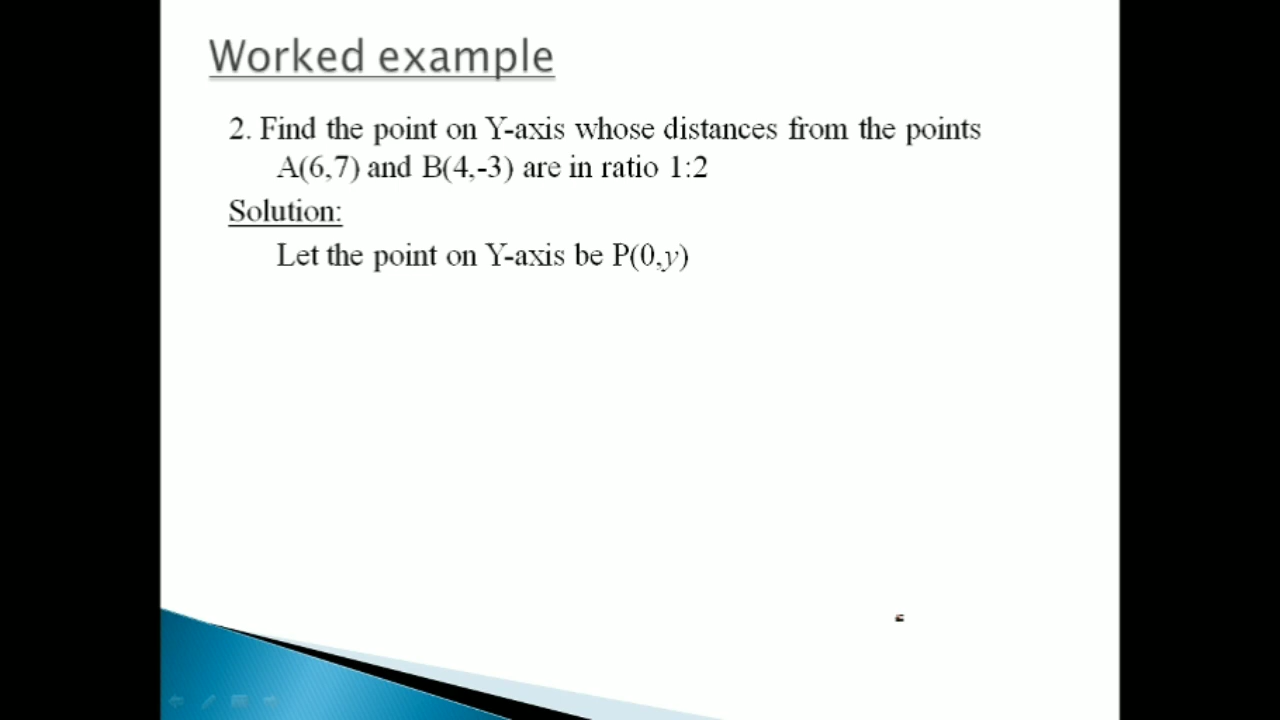 Worked example
2. Find the point on Y-axis whose distances from the points
A(6,7) and B(4,-3) are in ratio 1:2
Solution:
Let the point on Y-axis be P(0,y)